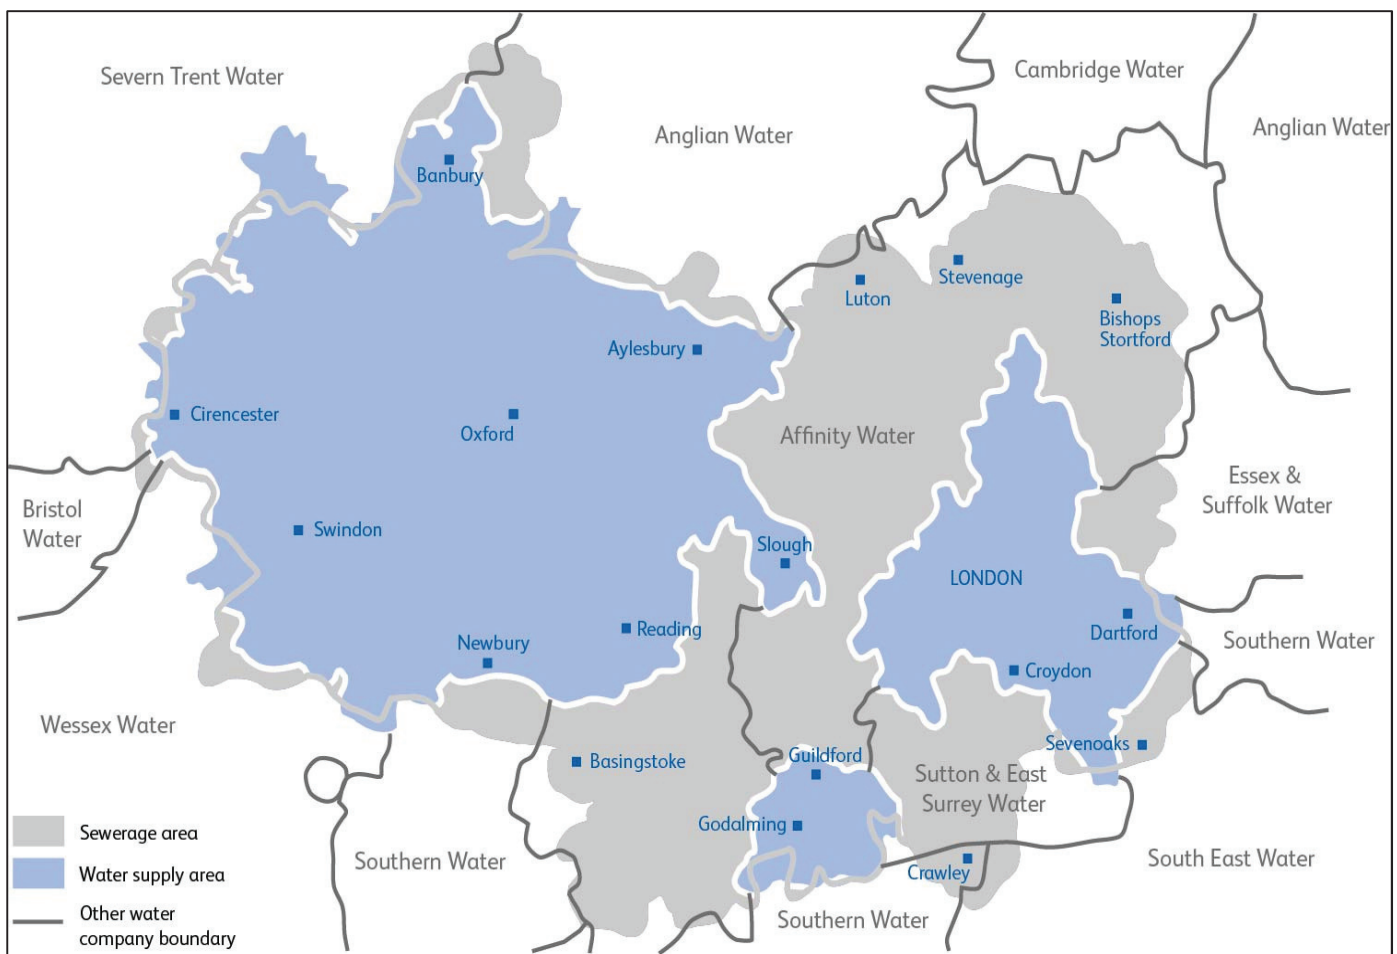 Severn Trent Water
Cambridge Water
Anglian Water
Anglian Water
Banbury
Stevenage
Luton
Bishops
Stortford
Aylesbury
Cirencester
Oxford
Affinity Water
Essex &
Suffolk Water
Bristol
Water
Swindon
Slough
LONDON
Reading
Dartford
Southern Water
Newbury
Croydon
Wessex Water
Sevenoaks
Guildford
Basingstoke
Sutton & East
Surrey Water
Godalming
Sewerage area
Water supply area
Other water
company boundary
Southern Water
Crawley
South East Water
Southern Water